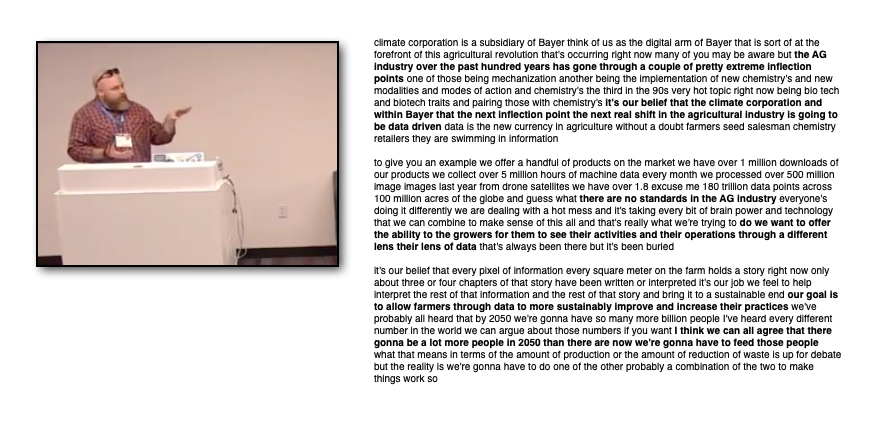 climate corporation is a subsidiary of Bayer think of us as the digital arm of Bayer that is sort of at the
forefront of this agricultural revolution that's occurring right now many of you may be aware but the AG
industry over the past hundred years has gone through a couple of pretty extreme inflection
points one of those being mechanization another being the implementation of new chemistry's and new
modalities and modes of action and chemistry's the third in the 90s very hot topic right now being bio tech
and biotech traits and pairing those with chemistry's it's our belief that the climate corporation and
within Bayer that the next inflection point the next real shift in the agricultural industry is going to
be data driven data is the new currency in agriculture without a doubt farmers seed salesman chemistry
retailers they are swimming in information
to give you an example we offer a handful of products on the market we have over 1 million downloads of
our products we collect over 5 million hours of machine data every month we processed over 500 million
image images last year from drone satellites we have over 1.8 excuse me 180 trillion data points across
100 million acres of the globe and guess what there are no standards in the AG industry everyone's
doing it differently we are dealing with a hot mess and it's taking every bit of brain power and technology
that we can combine to make sense of this all and that's really what we're trying to do we want to offer
the ability to the growers for them to see their activities and their operations through a different
lens their lens of data that's always been there but it's been buried
it's our belief that every pixel of information every square meter on the farm holds a story right now only
about three or four chapters of that story have been written or interpreted it's our job we feel to help
interpret the rest of that information and the rest of that story and bring it to a sustainable end our goal is
to allow farmers through data to more sustainably improve and increase their practices we've
probably all heard that by 2050 we're gonna have so many more billion people I've heard every different
number in the world we can argue about those numbers if you want I think we can all agree that there
gonna be a lot more people in 2050 than there are now we're gonna have to feed those people
what that means in terms of the amount of production or the amount of reduction of waste is up for debate
but the reality is we're gonna have to do one of the other probably a combination of the two to make
things work so